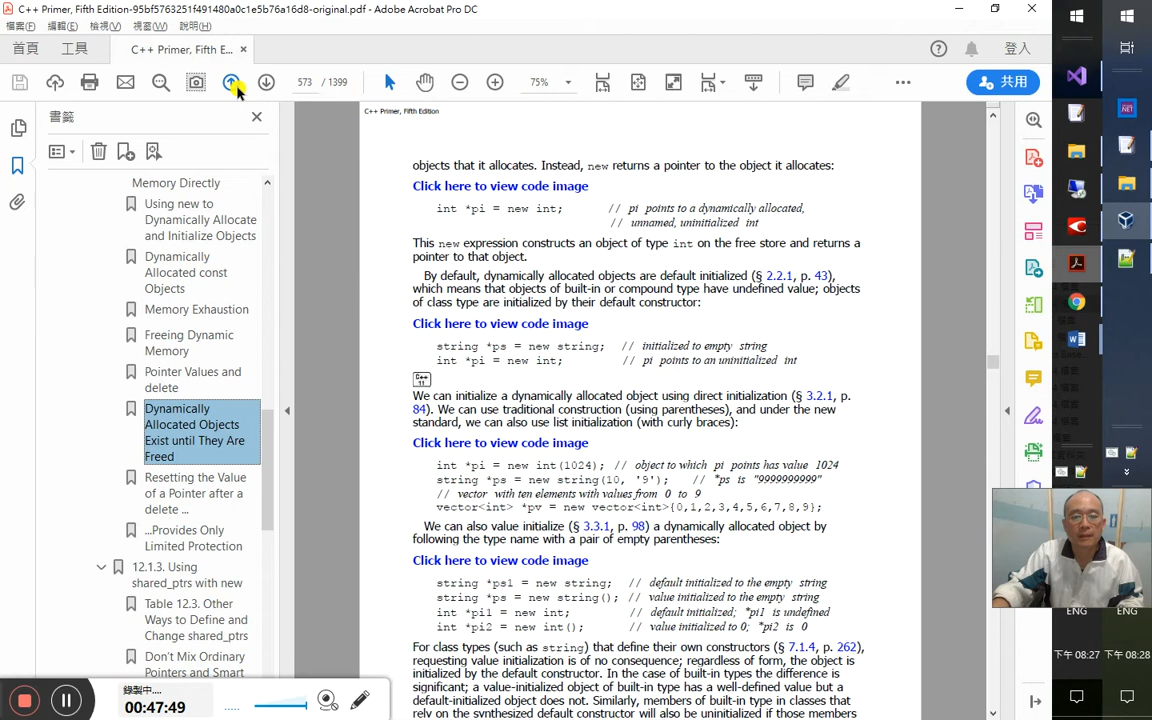 C++ Primer, Fifth Edition-95bf5763251f491480a0c1e5b76a16d8-original.pdf - Adobe Acrobat Pro DC
檔案(F) 編輯(E) 檢視(V) 視窗(W) 說明(H)
首頁 工具 C++ Primer, Fifth E... × 登入
573 / 1399 75% 共用
書籤
Memory Directly
Using new to
Dynamically Allocate
and Initialize Objects
Dynamically
Allocated const
Objects
Memory Exhaustion
Freeing Dynamic
Memory
Pointer Values and
delete
Dynamically
Allocated Objects
Exist until They Are
Freed
Resetting the Value
of a Pointer after a
delete ...
...Provides Only
Limited Protection
12.1.3. Using
shared_ptrs with new
Table 12.3. Other
Ways to Define and
Change shared_ptrs
Don't Mix Ordinary
Pointers and Smart
C++ Primer, Fifth Edition
objects that it allocates. Instead, new returns a pointer to the object it allocates:
Click here to view code image
int *pi = new int; // pi points to a dynamically allocated,
// unnamed, uninitialized int
This new expression constructs an object of type int on the free store and returns a
pointer to that object.
By default, dynamically allocated objects are default initialized (§ 2.2.1, p. 43),
which means that objects of built-in or compound type have undefined value; objects
of class type are initialized by their default constructor:
Click here to view code image
string *ps = new string; // initialized to empty string
int *pi = new int; // pi points to an uninitialized int
C++
11
We can initialize a dynamically allocated object using direct initialization (§ 3.2.1, p.
84). We can use traditional construction (using parentheses), and under the new
standard, we can also use list initialization (with curly braces):
Click here to view code image
int *pi = new int(1024); // object to which pi points has value 1024
string *ps = new string(10, '9'); // *ps is "9999999999"
// vector with ten elements with values from 0 to 9
vector<int> *pv = new vector<int>{0,1,2,3,4,5,6,7,8,9};
We can also value initialize (§ 3.3.1, p. 98) a dynamically allocated object by
following the type name with a pair of empty parentheses:
Click here to view code image
string *ps1 = new string; // default initialized to the empty string
string *ps = new string(); // value initialized to the empty string
int *pi1 = new int; // default initialized; *pi1 is undefined
int *pi2 = new int(); // value initialized to 0; *pi2 is 0
For class types (such as string) that define their own constructors (§ 7.1.4, p. 262),
requesting value initialization is of no consequence; regardless of form, the object is
initialized by the default constructor. In the case of built-in types the difference is
significant; a value-initialized object of built-in type has a well-defined value but a
default-initialized object does not. Similarly, members of built-in type in classes that
rely on the synthesized default constructor will also be uninitialized if those members
錄製中....
00:47:49
.NET
ENG ENG
下午 08:27 下午 08:28